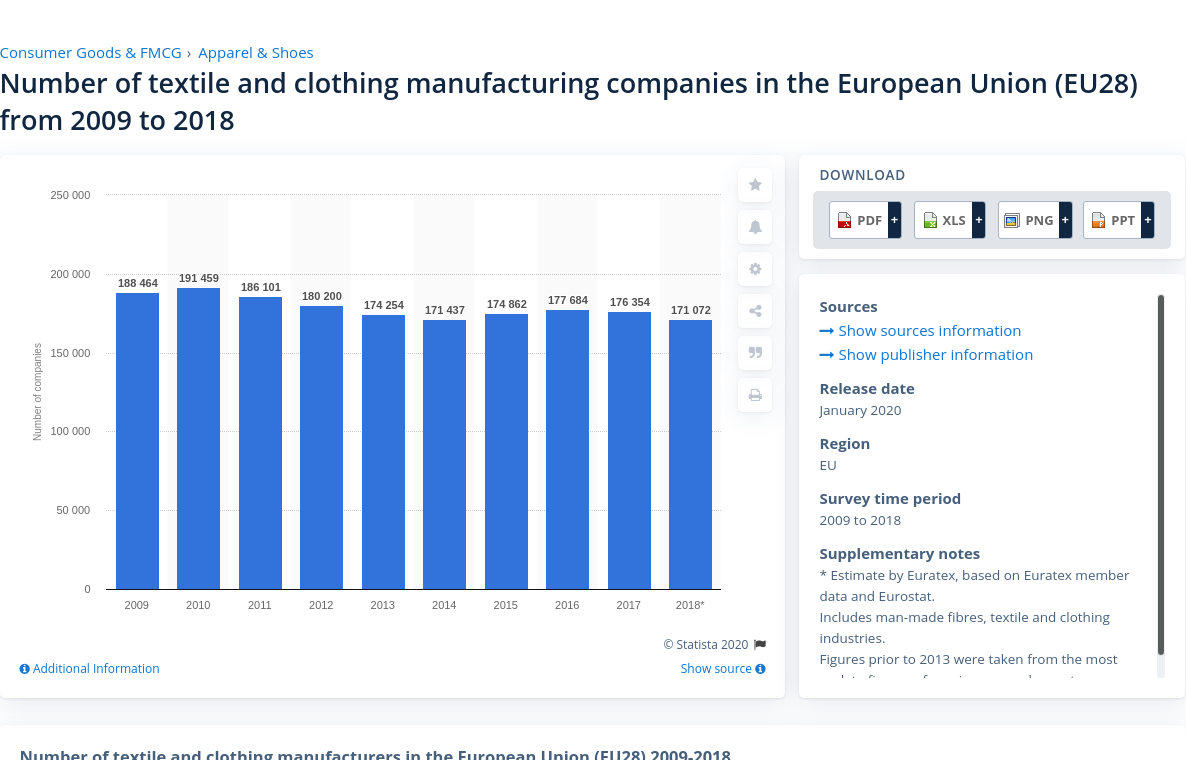 Consumer Goods & FMCG › Apparel & Shoes
Number of textile and clothing manufacturing companies in the European Union (EU28)
from 2009 to 2018
250 000
200 000
150 000
100 000
50 000
0
Number of companies
188 464
191 459
186 101
180 200
174 254
171 437
174 862
177 684
176 354
171 072
2009
2010
2011
2012
2013
2014
2015
2016
2017
2018*
© Statista 2020
Additional Information
Show source
DOWNLOAD
PDF +
XLS +
PNG +
PPT +
Sources
Show sources information
Show publisher information
Release date
January 2020
Region
EU
Survey time period
2009 to 2018
Supplementary notes
* Estimate by Euratex, based on Euratex member
data and Eurostat.
Includes man-made fibres, textile and clothing
industries.
Figures prior to 2013 were taken from the most
Number of textile and clothing manufacturers in the European Union (EU28) 2009-2018